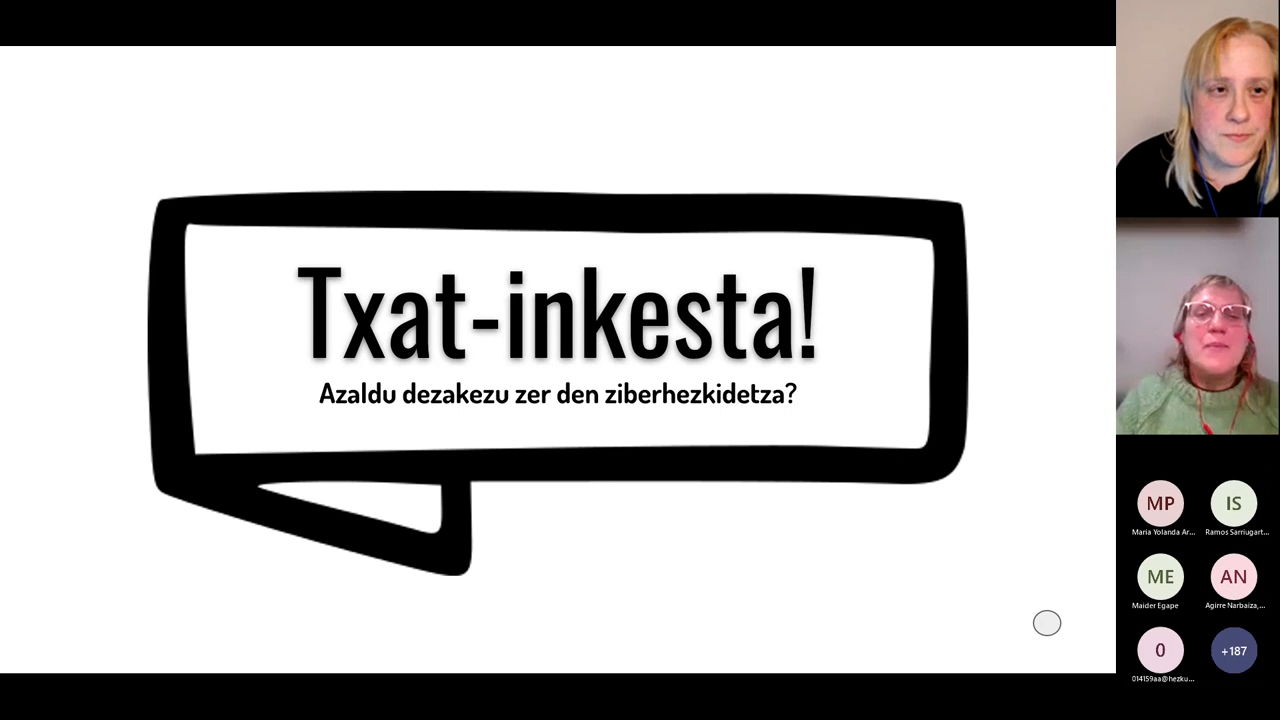 Txat-inkesta!
Azaldu dezakezu zer den ziberhezkidetza?
MP
IS
Maria Yolanda Ar...
Ramos Sarriugart...
ME
AN
Maider Egape
Agirre Narbaiza,...
0
+187
014159aa@hezku...